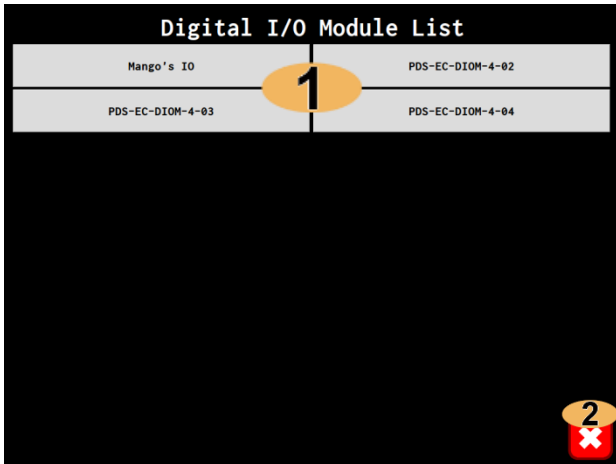 Digital I/O Module List
Mango's IO
PDS-EC-DIOM-4-02
1
PDS-EC-DIOM-4-03
PDS-EC-DIOM-4-04
2